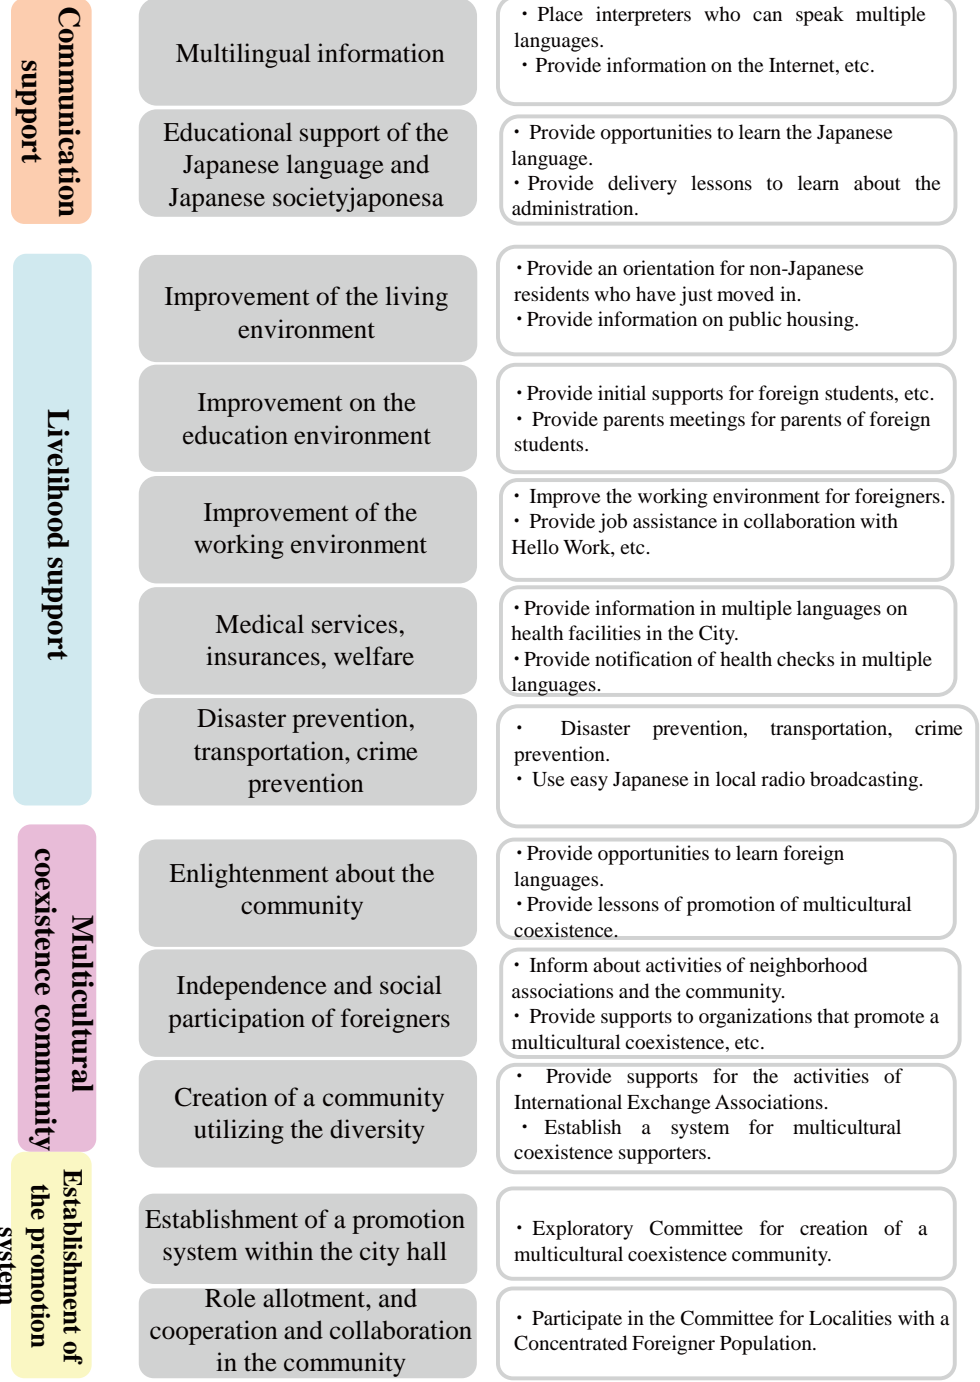 Communication
support
Multilingual information
・ Place interpreters who can speak multiple
languages.
・ Provide information on the Internet, etc.
Educational support of the
Japanese language and
Japanese societyjaponesa
・ Provide opportunities to learn the Japanese
language.
・ Provide delivery lessons to learn about the
administration.
Livelihood support
Improvement of the living
environment
・Provide an orientation for non-Japanese
residents who have just moved in.
・Provide information on public housing.
Improvement on the
education environment
・Provide initial supports for foreign students, etc.
・ Provide parents meetings for parents of foreign
students.
Improvement of the
working environment
・ Improve the working environment for foreigners.
・ Provide job assistance in collaboration with
Hello Work, etc.
Medical services,
insurances, welfare
・Provide information in multiple languages on
health facilities in the City.
・Provide notification of health checks in multiple
languages.
Disaster prevention,
transportation, crime
prevention
・ Disaster prevention, transportation, crime
prevention.
・ Use easy Japanese in local radio broadcasting.
Multicultural
coexistence community
Enlightenment about the
community
・Provide opportunities to learn foreign
languages.
・Provide lessons of promotion of multicultural
coexistence.
Independence and social
participation of foreigners
・ Inform about activities of neighborhood
associations and the community.
・ Provide supports to organizations that promote a
multicultural coexistence, etc.
Creation of a community
utilizing the diversity
・ Provide supports for the activities of
International Exchange Associations.
・ Establish a system for multicultural
coexistence supporters.
Establishment of
the promotion
system
Establishment of a promotion
system within the city hall
・ Exploratory Committee for creation of a
multicultural coexistence community.
Role allotment, and
cooperation and collaboration
in the community
・ Participate in the Committee for Localities with a
Concentrated Foreigner Population.